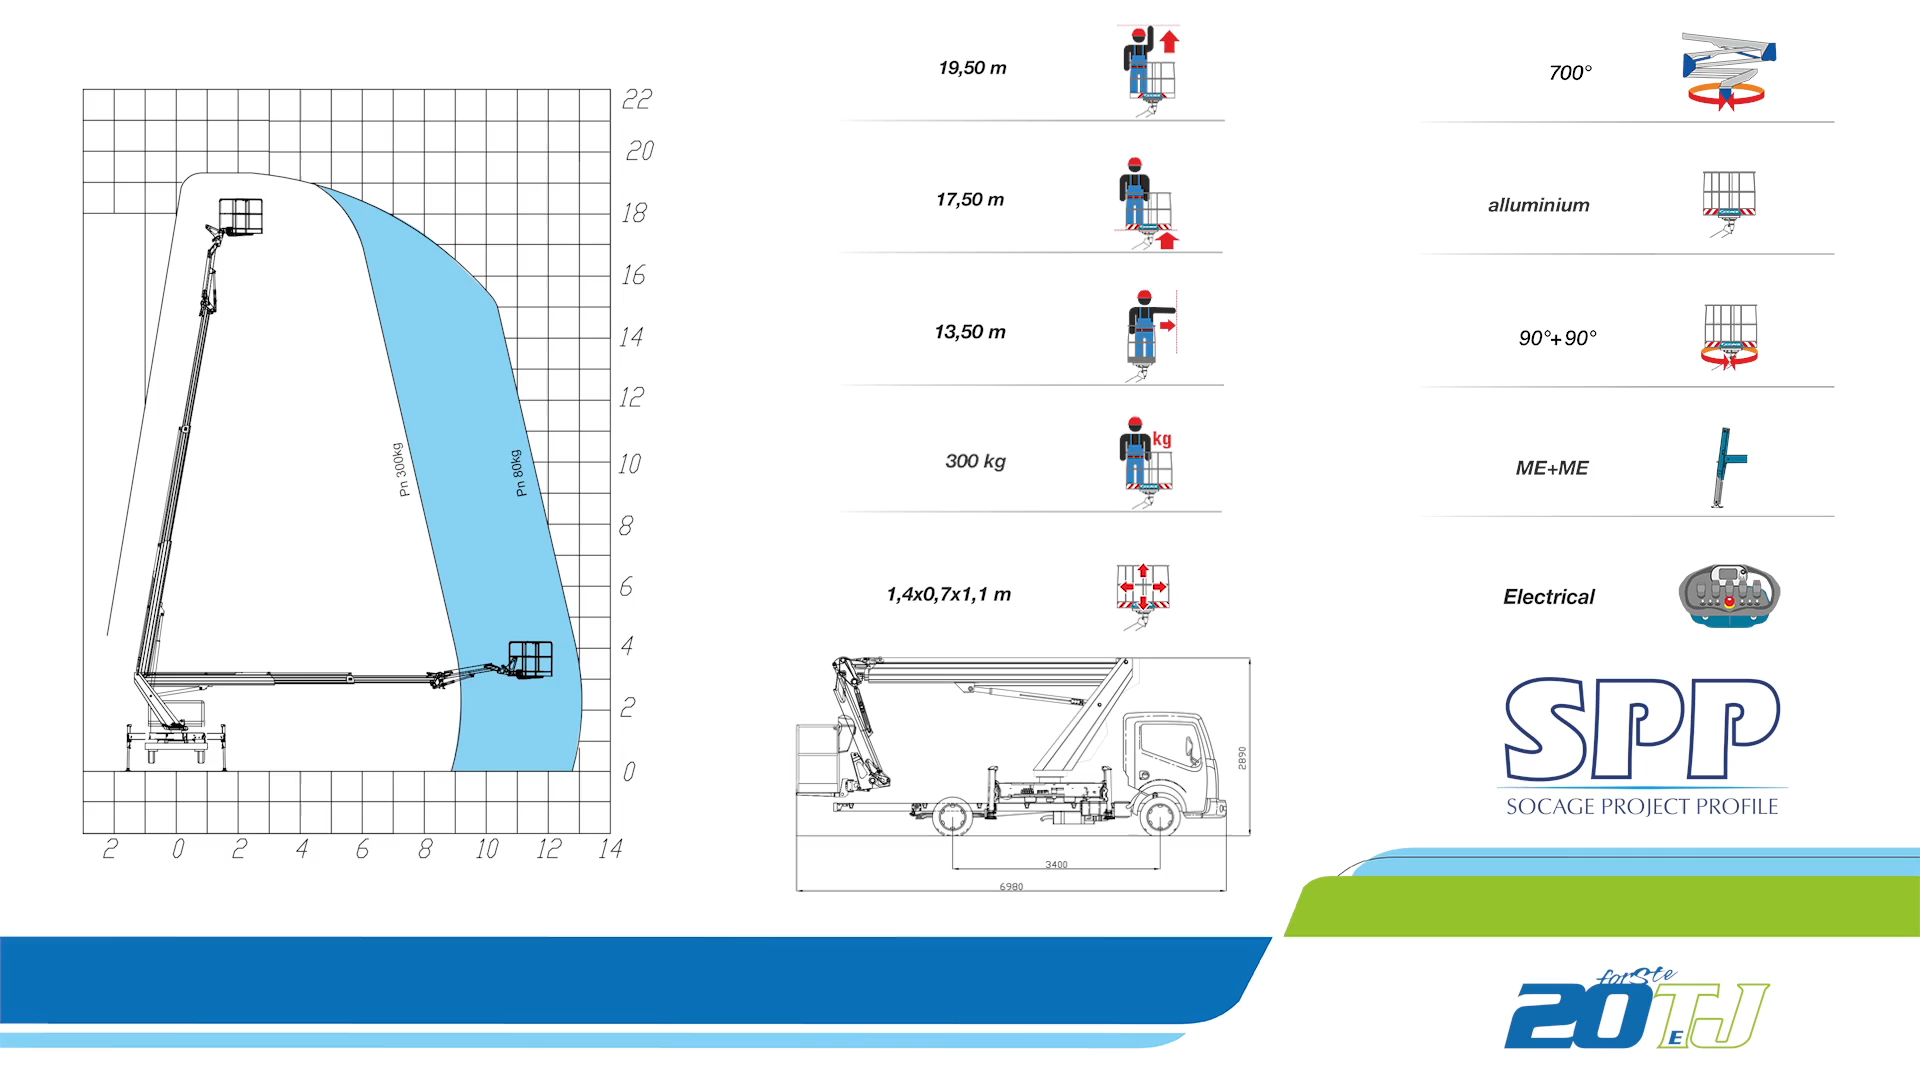 22
20
18
16
14
12
10
8
6
4
2
0
2 0 2 4 6 8 10 12 14
Pn 300kg
Pn 80kg
19,50 m
17,50 m
13,50 m
300 kg
kg
1,4x0,7x1,1 m
700°
alluminium
90°+90°
ME+ME
Electrical
2890
3400
6980
SPP
SOCAGE PROJECT PROFILE
forSte
20TJ
E